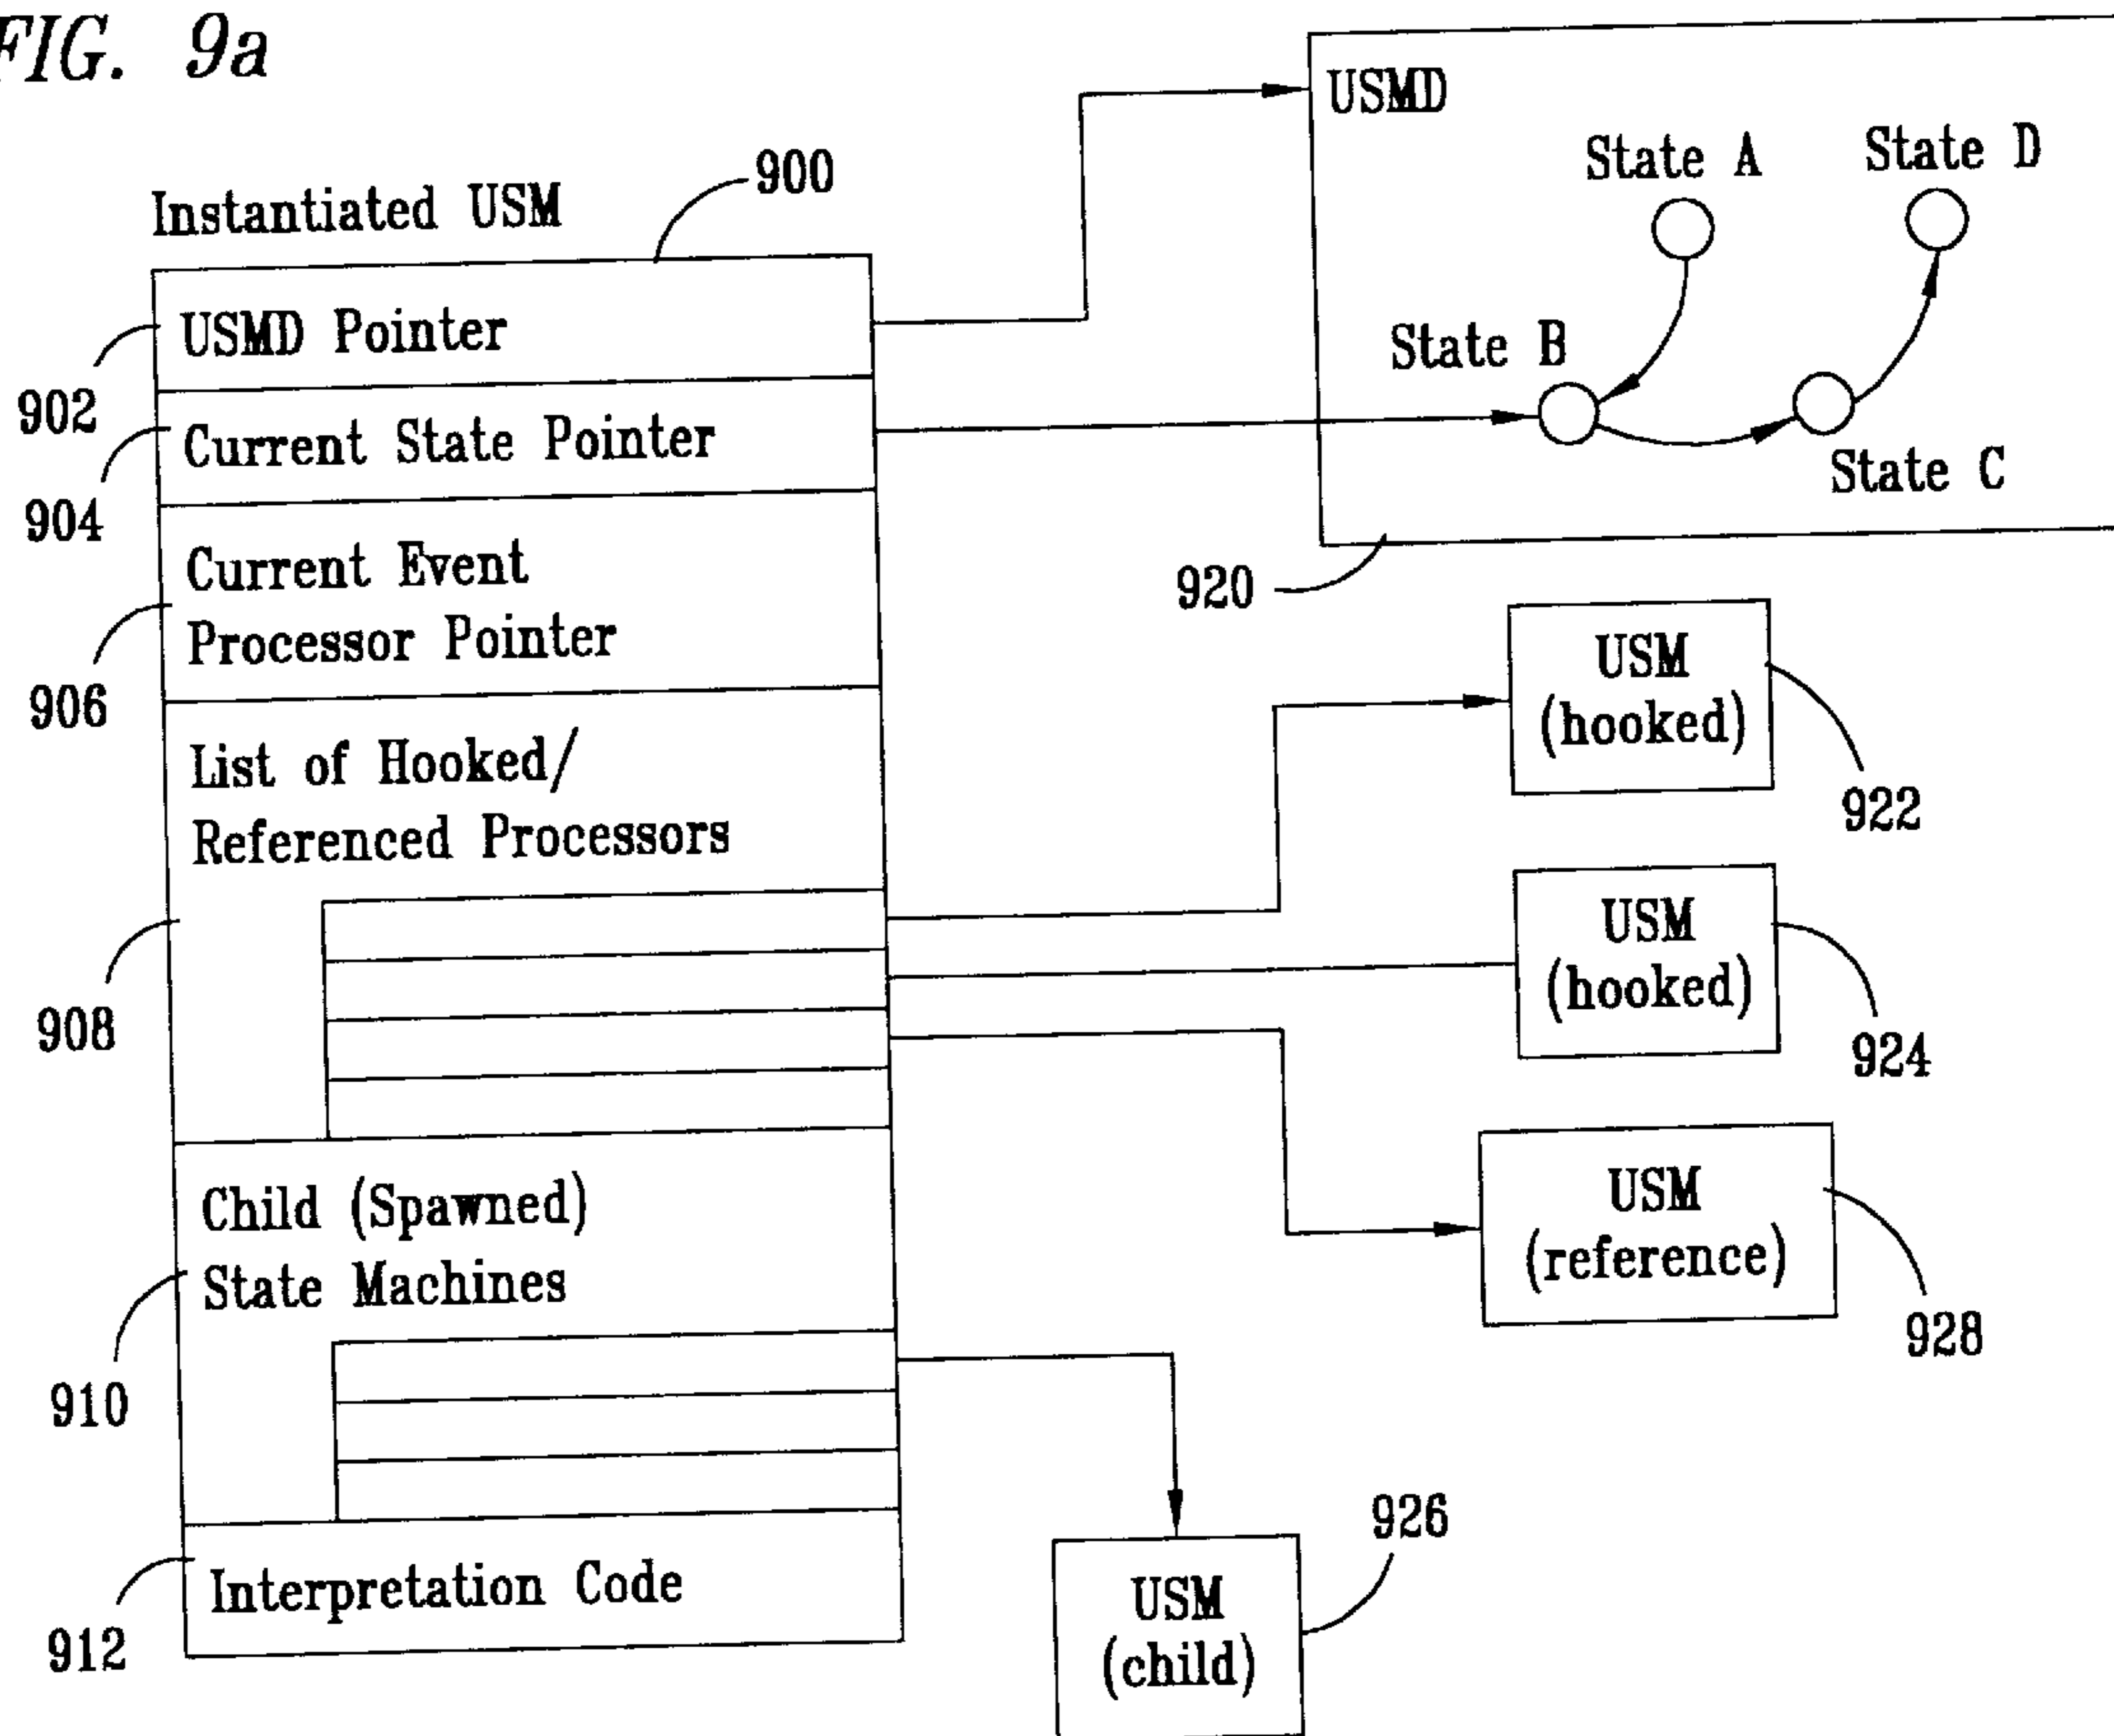 FIG. 9a
Instantiated USM
900
USMD Pointer
902
Current State Pointer
904
Current Event
Processor Pointer
906
List of Hooked/
Referenced Processors
908
Child (Spawned)
State Machines
910
Interpretation Code
912
USMD
State A
State D
State B
State C
920
USM
(hooked)
922
USM
(hooked)
924
USM
(reference)
928
USM
(child)
926